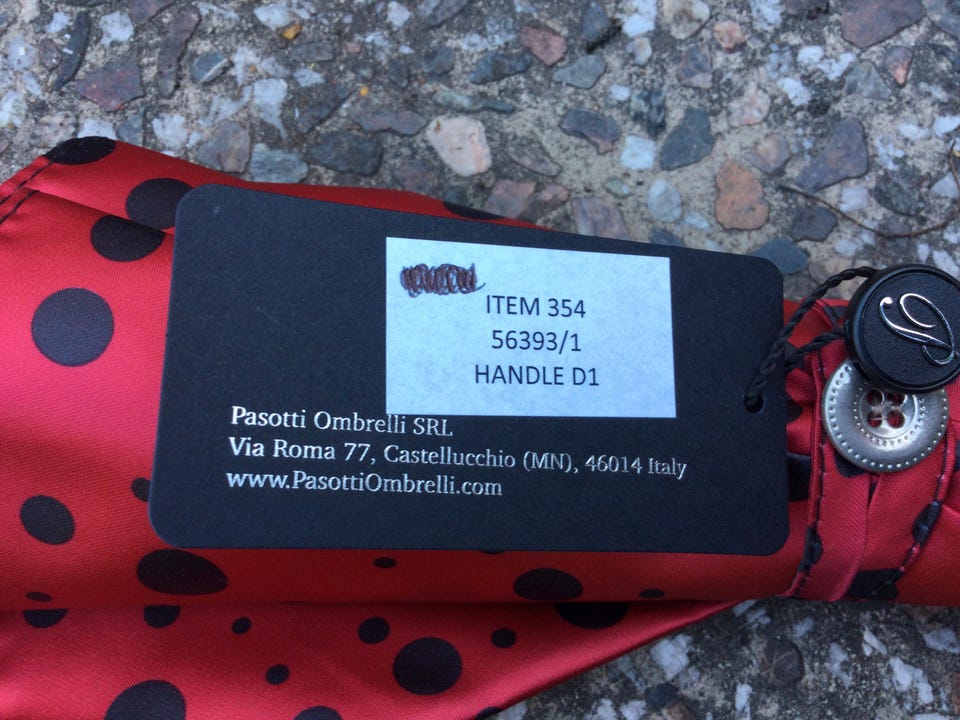 ITEM 354
56393/1
HANDLE D1
Pasotti Ombrelli SRL
Via Roma 77, Castellucchio (MN), 46014 Italy
www.PasottiOmbrelli.com